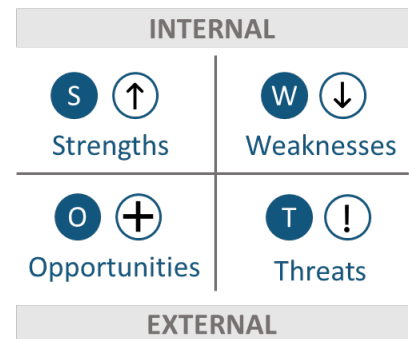 INTERNAL
S W
Strengths Weaknesses
O T !
Opportunities Threats
EXTERNAL